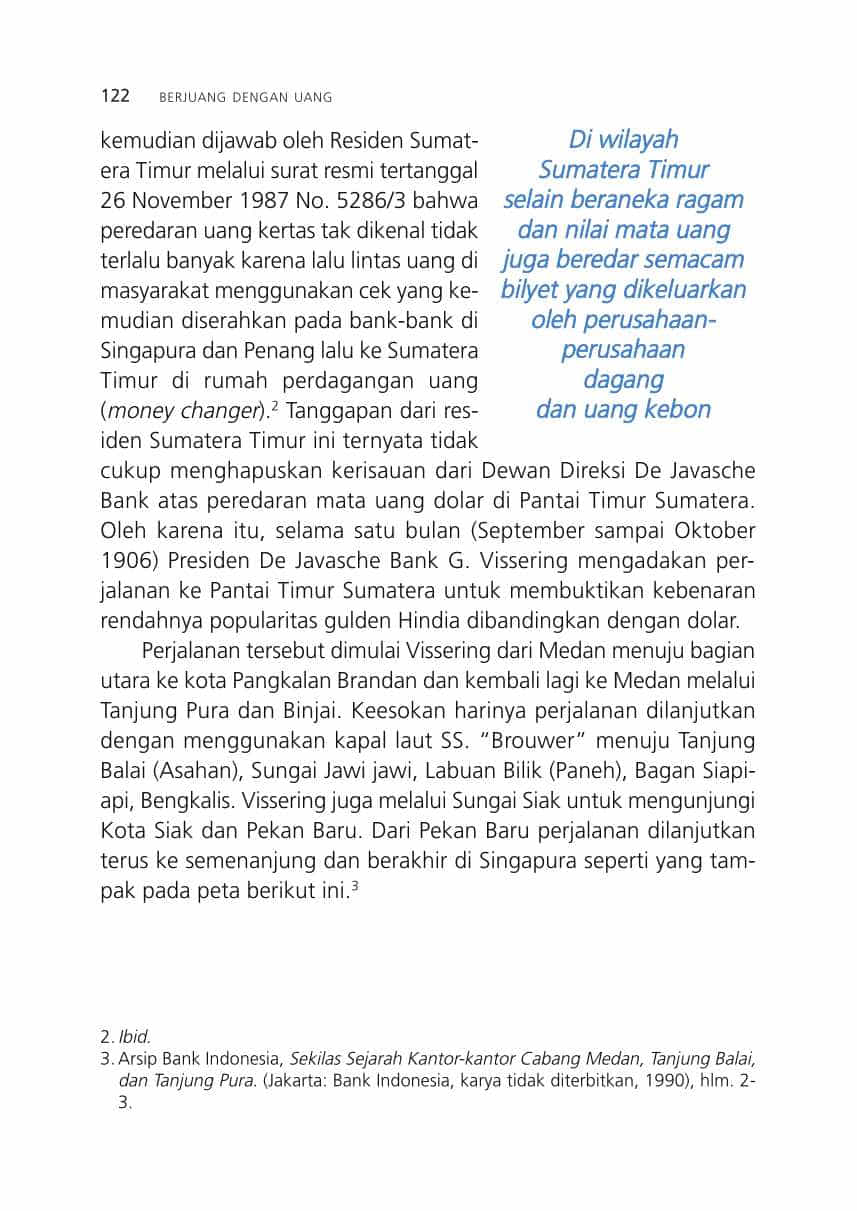 122 BERJUANG DENGAN UANG
kemudian dijawab oleh Residen Sumat-
era Timur melalui surat resmi tertanggal
26 November 1987 No. 5286/3 bahwa
peredaran uang kertas tak dikenal tidak
terlalu banyak karena lalu lintas uang di
masyarakat menggunakan cek yang ke-
mudian diserahkan pada bank-bank di
Singapura dan Penang lalu ke Sumatera
Timur di rumah perdagangan uang
(money changer).² Tanggapan dari res-
iden Sumatera Timur ini ternyata tidak
cukup menghapuskan kerisauan dari Dewan Direksi De Javasche
Bank atas peredaran mata uang dolar di Pantai Timur Sumatera.
Oleh karena itu, selama satu bulan (September sampai Oktober
1906) Presiden De Javasche Bank G. Vissering mengadakan per-
jalanan ke Pantai Timur Sumatera untuk membuktikan kebenaran
rendahnya popularitas gulden Hindia dibandingkan dengan dolar.
Perjalanan tersebut dimulai Vissering dari Medan menuju bagian
utara ke kota Pangkalan Brandan dan kembali lagi ke Medan melalui
Tanjung Pura dan Binjai. Keesokan harinya perjalanan dilanjutkan
dengan menggunakan kapal laut SS. “Brouwer” menuju Tanjung
Balai (Asahan), Sungai Jawi jawi, Labuan Bilik (Paneh), Bagan Siapi-
api, Bengkalis. Vissering juga melalui Sungai Siak untuk mengunjungi
Kota Siak dan Pekan Baru. Dari Pekan Baru perjalanan dilanjutkan
terus ke semenanjung dan berakhir di Singapura seperti yang tam-
pak pada peta berikut ini.³
Di wilayah
Sumatera Timur
selain beraneka ragam
dan nilai mata uang
juga beredar semacam
bilyet yang dikeluarkan
oleh perusahaan-
perusahaan
dagang
dan uang kebon
2. Ibid.
3. Arsip Bank Indonesia, Sekilas Sejarah Kantor-kantor Cabang Medan, Tanjung Balai,
dan Tanjung Pura. (Jakarta: Bank Indonesia, karya tidak diterbitkan, 1990), hlm. 2-
3.